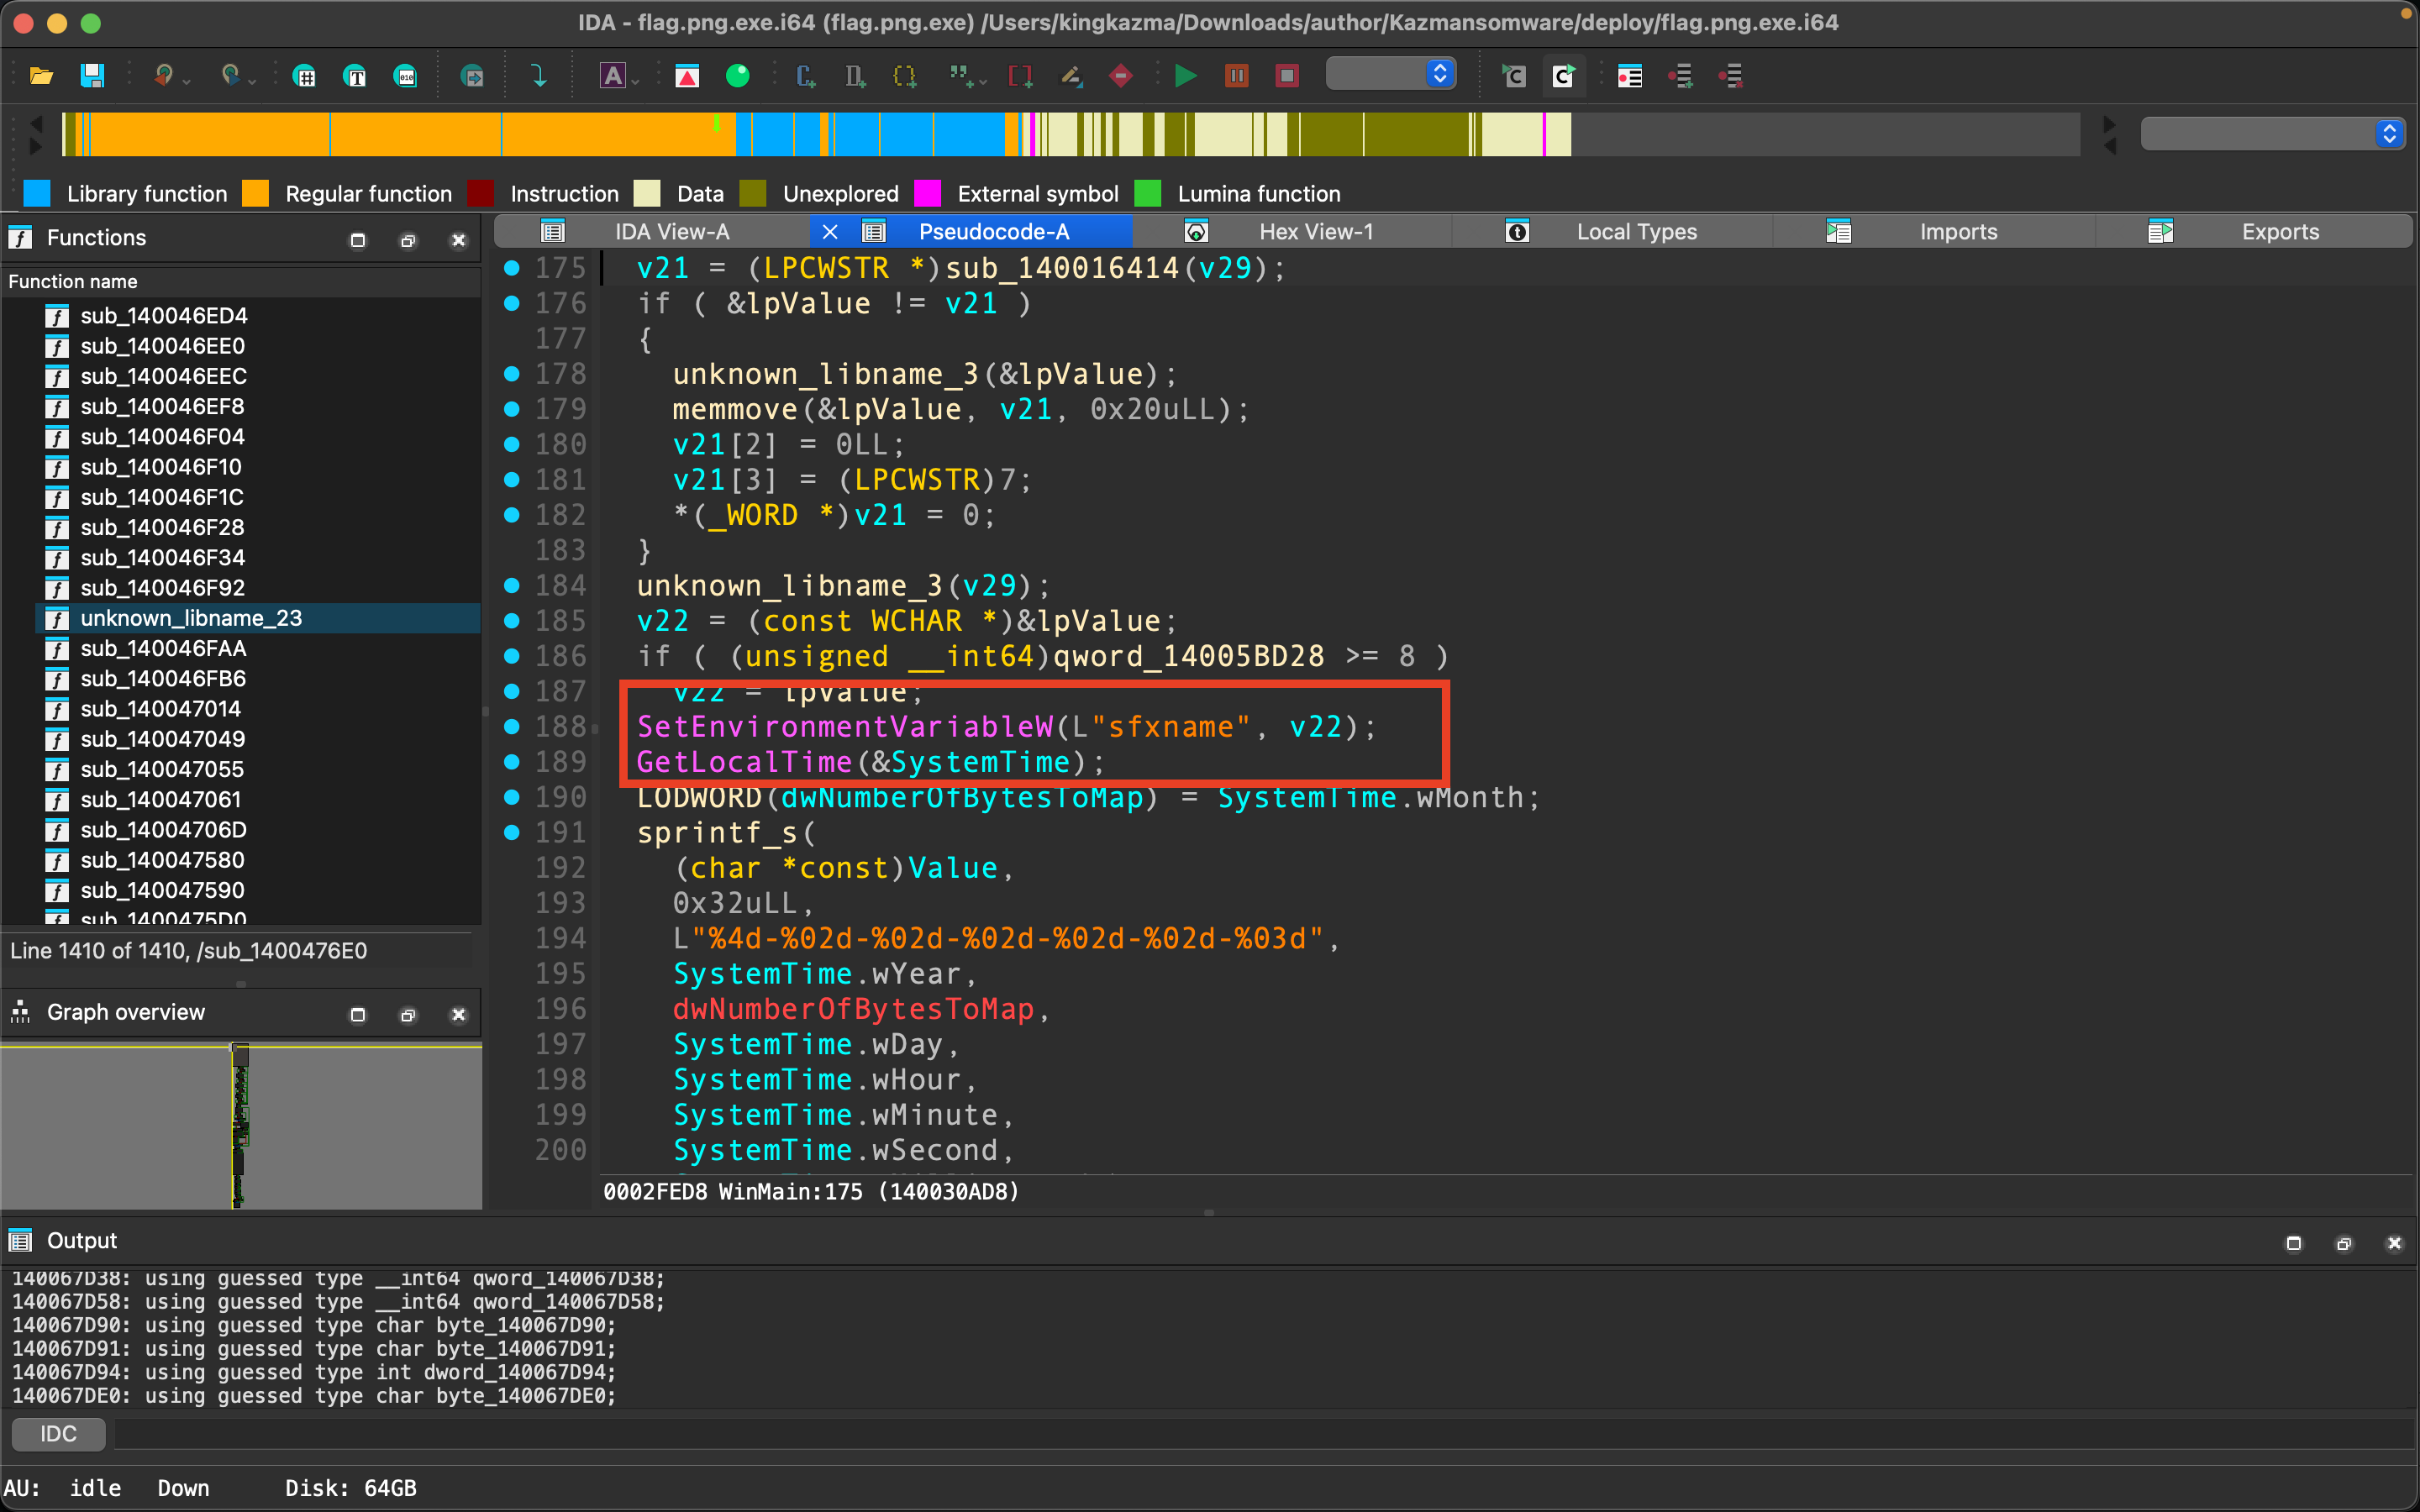 IDA - flag.png.exe.i64 (flag.png.exe) /Users/kingkazma/Downloads/author/Kazmansomware/deploy/flag.png.exe.i64
Library function Regular function Instruction Data Unexplored External symbol Lumina function
Functions
IDA View-A Pseudocode-A Hex View-1 Local Types Imports Exports
Function name
sub_140046ED4
sub_140046EE0
sub_140046EEC
sub_140046EF8
sub_140046F04
sub_140046F10
sub_140046F1C
sub_140046F28
sub_140046F34
sub_140046F92
unknown_libname_23
sub_140046FAA
sub_140046FB6
sub_140047014
sub_140047049
sub_140047055
sub_140047061
sub_14004706D
sub_140047580
sub_140047590
sub_1400475D0
Line 1410 of 1410, /sub_1400476E0
Graph overview
175 v21 = (LPCWSTR *)sub_140016414(v29);
176 if ( &lpValue != v21 )
177 {
178 unknown_libname_3(&lpValue);
179 memmove(&lpValue, v21, 0x20uLL);
180 v21[2] = 0LL;
181 v21[3] = (LPCWSTR)7;
182 *(_WORD *)v21 = 0;
183 }
184 unknown_libname_3(v29);
185 v22 = (const WCHAR *)&lpValue;
186 if ( (unsigned __int64)qword_14005BD28 >= 8 )
187 v22 = lpValue;
188 SetEnvironmentVariableW(L"sfxname", v22);
189 GetLocalTime(&SystemTime);
190 LODWORD(dwNumberOfBytesToMap) = SystemTime.wMonth;
191 sprintf_s(
192 (char *const)Value,
193 0x32uLL,
194 L"%4d-%02d-%02d-%02d-%02d-%02d-%03d",
195 SystemTime.wYear,
196 dwNumberOfBytesToMap,
197 SystemTime.wDay,
198 SystemTime.wHour,
199 SystemTime.wMinute,
200 SystemTime.wSecond,
0002FED8 WinMain:175 (140030AD8)
Output
140067D38: using guessed type __int64 qword_140067D38;
140067D58: using guessed type __int64 qword_140067D58;
140067D90: using guessed type char byte_140067D90;
140067D91: using guessed type char byte_140067D91;
140067D94: using guessed type int dword_140067D94;
140067DE0: using guessed type char byte_140067DE0;
IDC
AU: idle Down Disk: 64GB